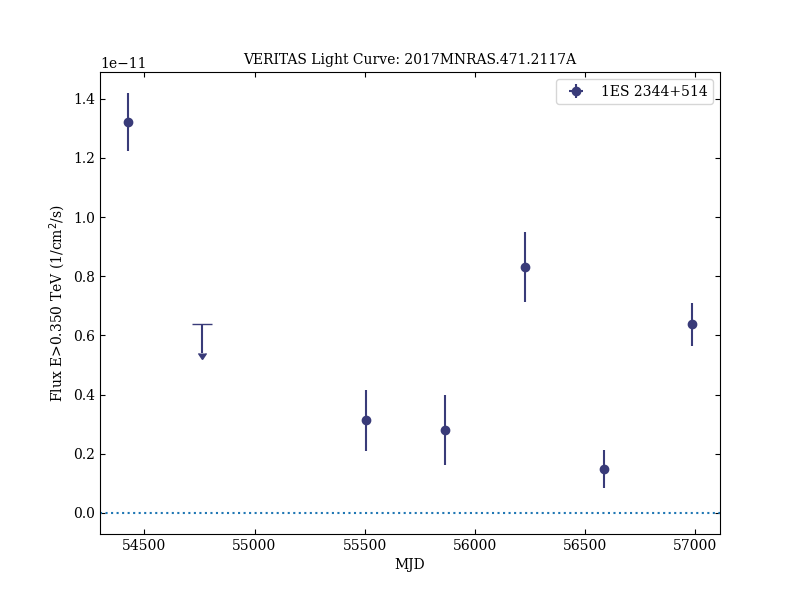 VERITAS Light Curve: 2017MNRAS.471.2117A
1e−11
1ES 2344+514
1.4
1.2
1.0
0.8
0.6
0.4
0.2
0.0
Flux E>0.350 TeV (1/cm²/s)
54500 55000 55500 56000 56500 57000
MJD